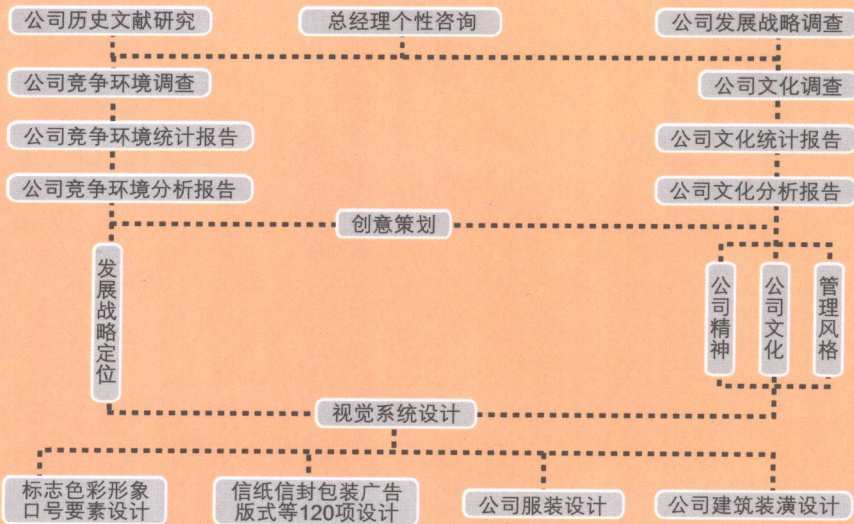 公司历史文献研究
总经理个性咨询
公司发展战略调查
公司竞争环境调查
公司文化调查
公司竞争环境统计报告
公司文化统计报告
公司竞争环境分析报告
公司文化分析报告
创意策划
发展战略定位
公司精神
公司文化
管理风格
视觉系统设计
标志色彩形象
口号要素设计
信纸信封包装广告
版式等120项设计
公司服装设计
公司建筑装潢设计